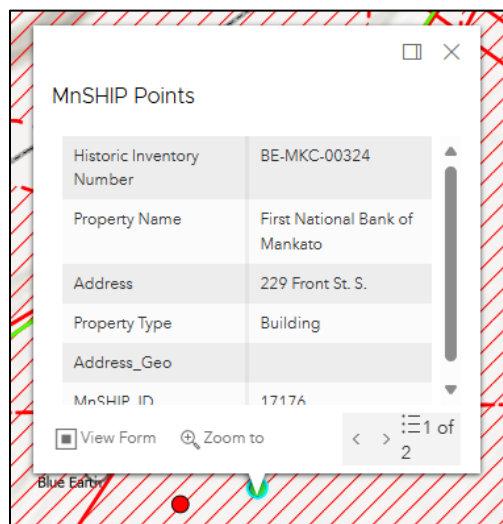 MnSHIP Points
Historic Inventory
Number
BE-MKC-00324
Property Name
First National Bank of
Mankato
Address
229 Front St. S.
Property Type
Building
Address_Geo
MnSHIP_ID
17176
View Form
Zoom to
1 of
2
Blue Earth